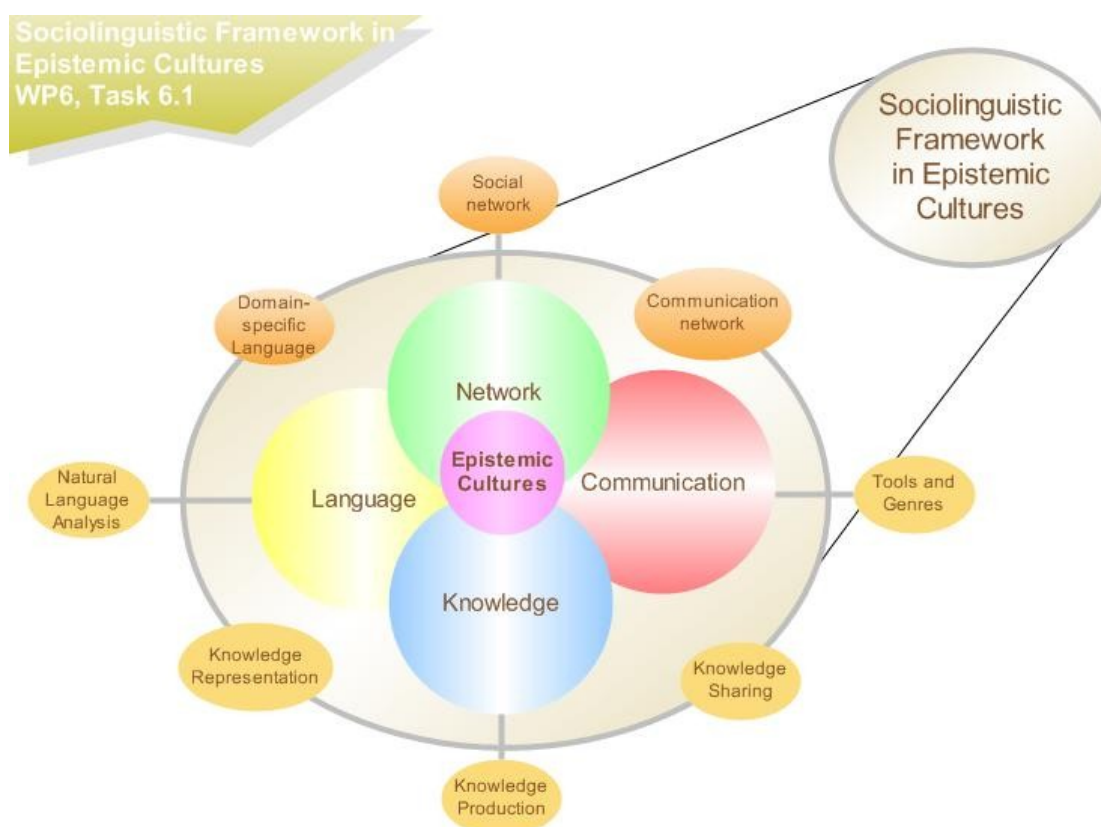 Sociolinguistic Framework in
Epistemic Cultures
WP6, Task 6.1
Sociolinguistic
Framework
in Epistemic
Cultures
Social
network
Domain-
specific
Language
Communication
network
Network
Epistemic
Cultures
Language
Communication
Natural
Language
Analysis
Tools and
Genres
Knowledge
Knowledge
Representation
Knowledge
Sharing
Knowledge
Production